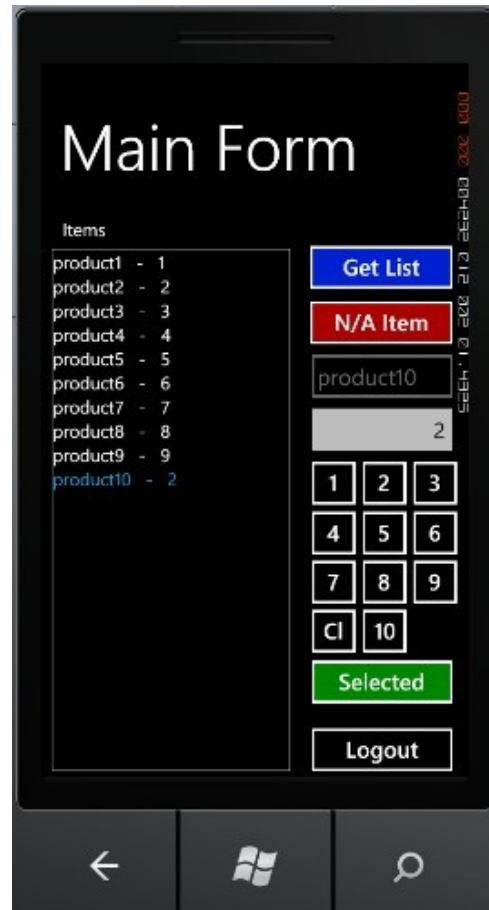 Main Form
Items
product1 - 1
product2 - 2
product3 - 3
product4 - 4
product5 - 5
product6 - 6
product7 - 7
product8 - 8
product9 - 9
product10 - 2
Get List
N/A Item
product10
2
1 2 3
4 5 6
7 8 9
Cl 10
Selected
Logout